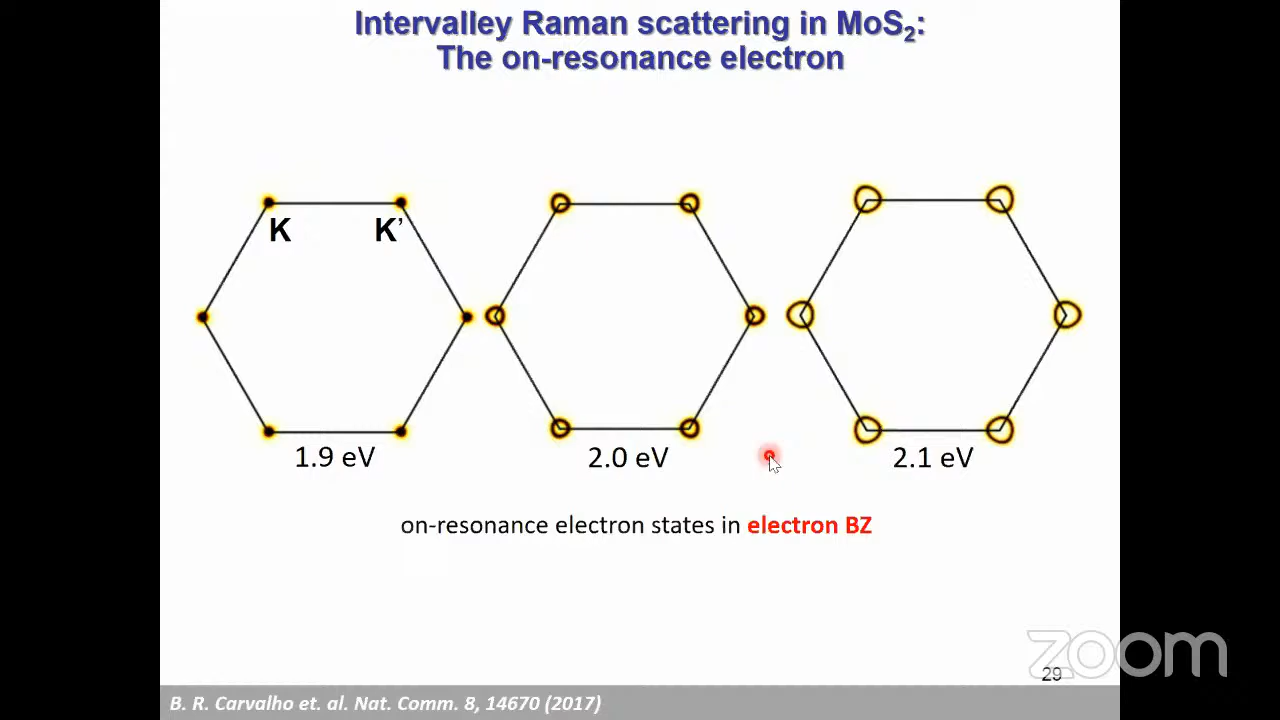 Intervalley Raman scattering in MoS₂:
The on-resonance electron
K
K’
1.9 eV
2.0 eV
2.1 eV
on-resonance electron states in electron BZ
zoom
29
B. R. Carvalho et. al. Nat. Comm. 8, 14670 (2017)